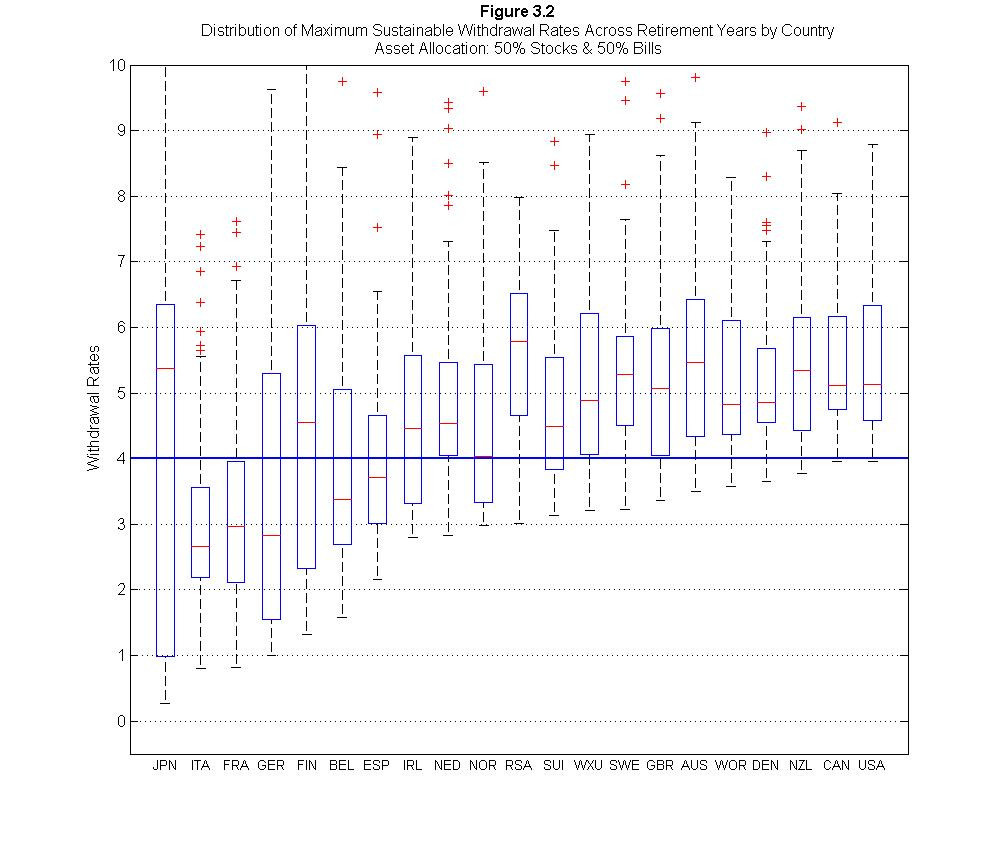 Figure 3.2
Distribution of Maximum Sustainable Withdrawal Rates Across Retirement Years by Country
Asset Allocation: 50% Stocks & 50% Bills
Withdrawal Rates
10
9
8
7
6
5
4
3
2
1
0
JPN ITA FRA GER FIN BEL ESP IRL NED NOR RSA SUI WXU SWE GBR AUS WOR DEN NZL CAN USA